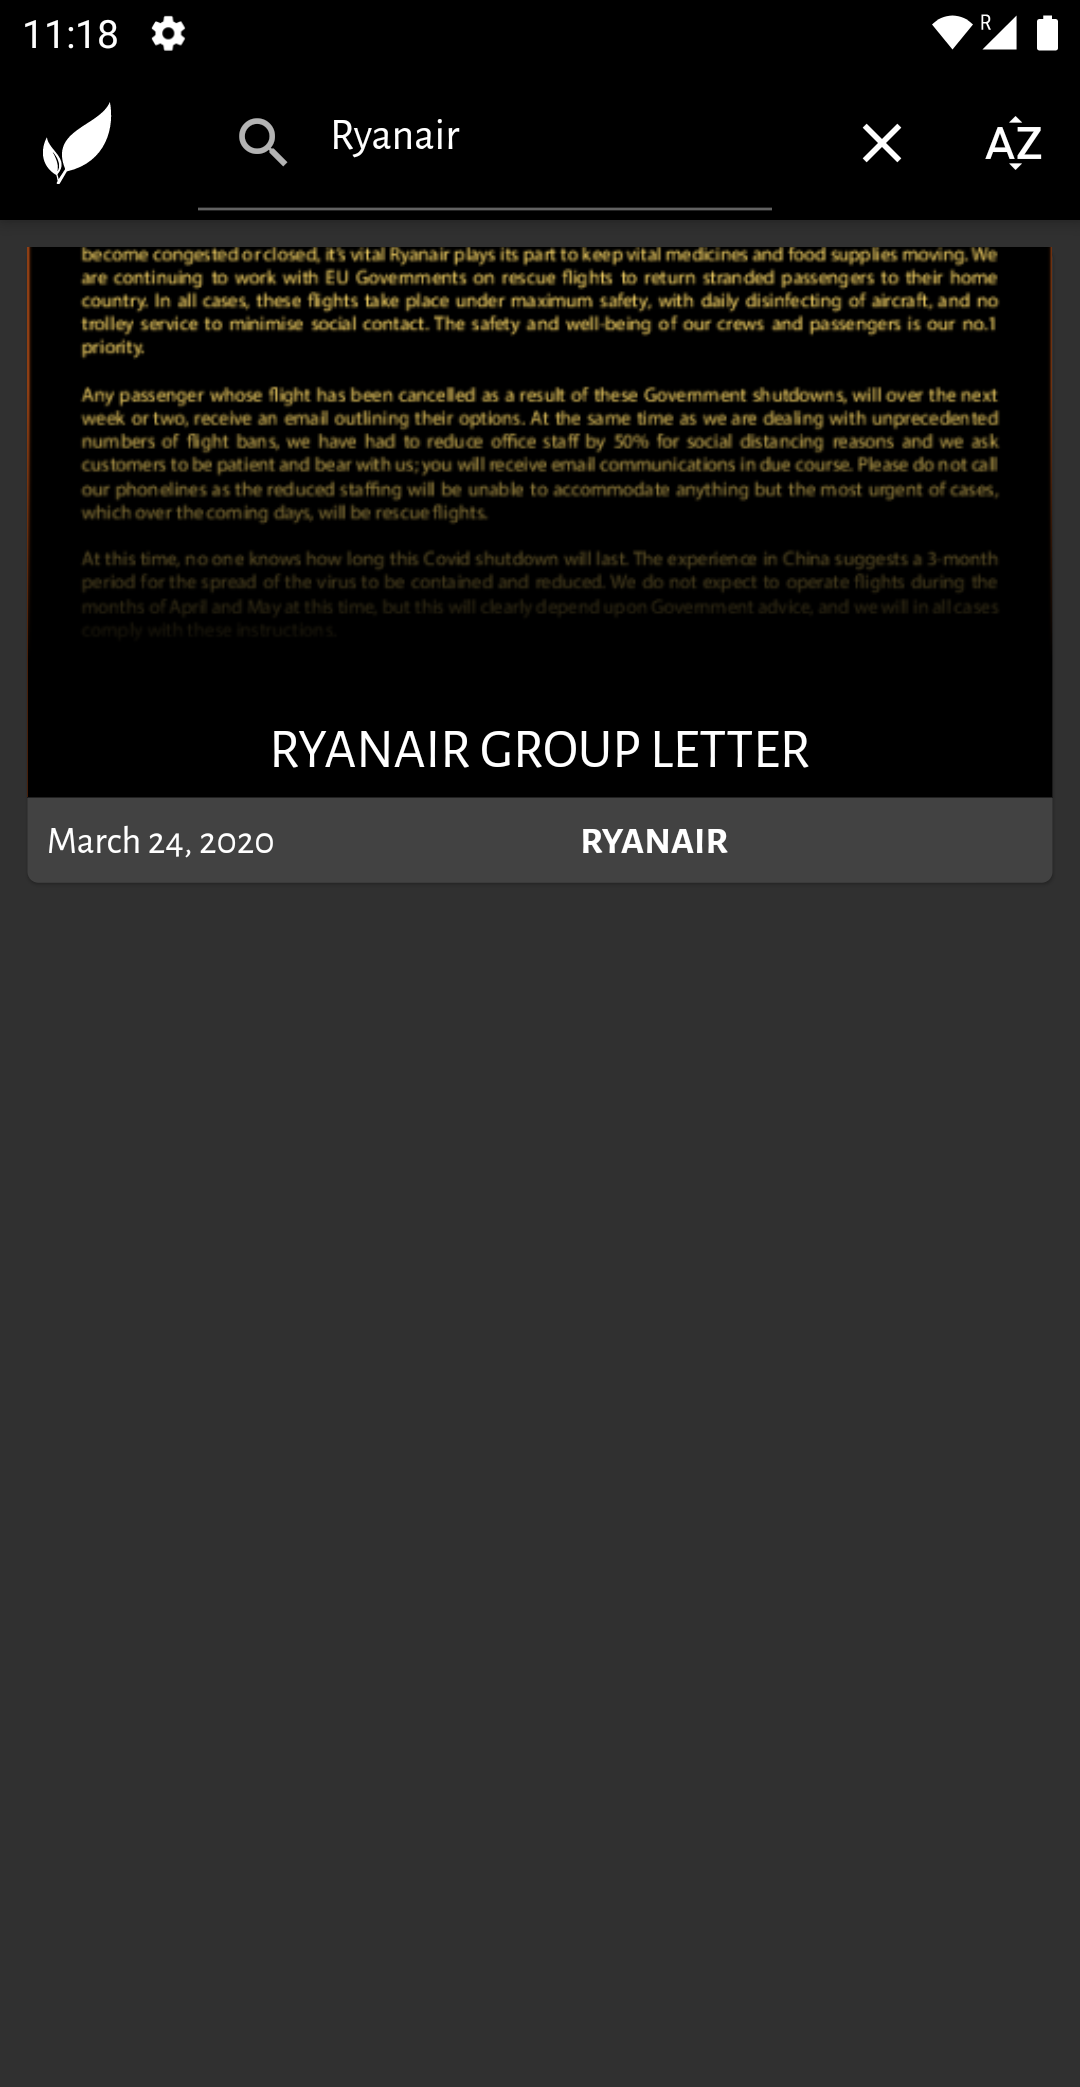 11:18
R
Ryanair
AZ
become congested or closed, it's vital Ryanair plays its part to keep vital medicines and food supplies moving. We
are continuing to work with EU Governments on rescue flights to return stranded passengers to their home
country. In all cases, these flights take place under maximum safety, with daily disinfecting of aircraft, and no
trolley service to minimise social contact. The safety and well-being of our crews and passengers is our no.1
priority.
Any passenger whose flight has been cancelled as a result of these Government shutdowns, will over the next
week or two, receive an email outlining their options. At the same time as we are dealing with unprecedented
numbers of flight bans, we have had to reduce office staff by 50% for social distancing reasons and we ask
customers to be patient and bear with us; you will receive email communications in due course. Please do not call
our phonelines as the reduced staffing will be unable to accommodate anything but the most urgent of cases,
which over the coming days, will be rescue flights.
At this time, no one knows how long this Covid shutdown will last. The experience in China suggests a 3-month
period for the spread of the virus to be contained and reduced. We do not expect to operate flights during the
months of April and May at this time, but this will clearly depend upon Government advice, and we will in all cases
comply with these instructions.
RYANAIR GROUP LETTER
March 24, 2020 RYANAIR